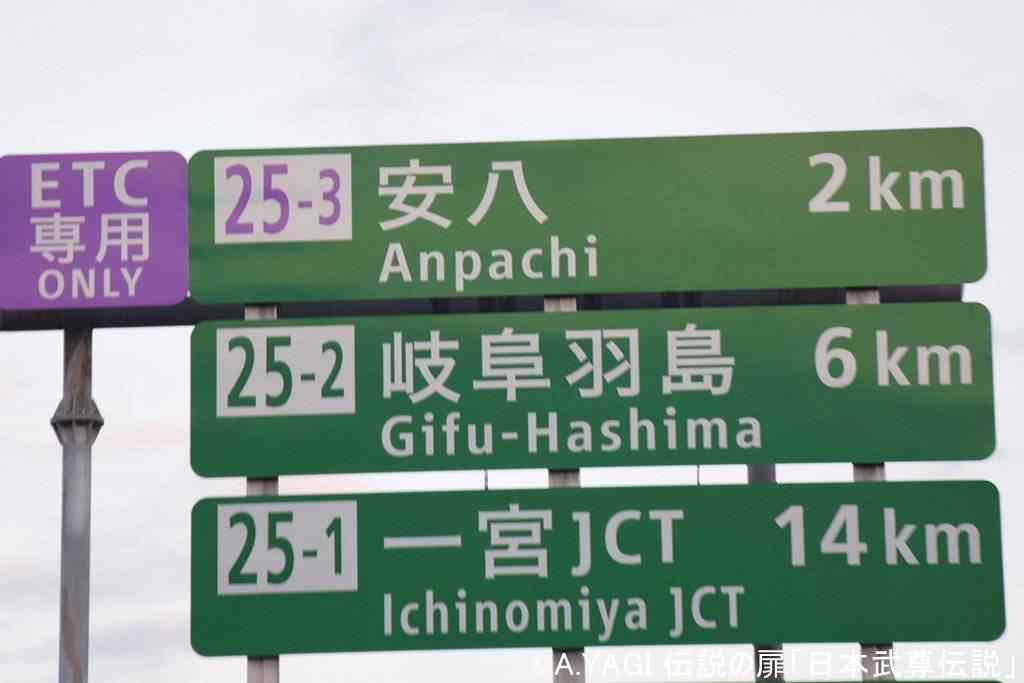 ETC
専用
ONLY
25-3 安八 2 km
Anpachi
25-2 岐阜羽島 6 km
Gifu-Hashima
25-1 一宮JCT 14 km
Ichinomiya JCT
©A.YAGI 伝説の扉「日本武尊伝説」